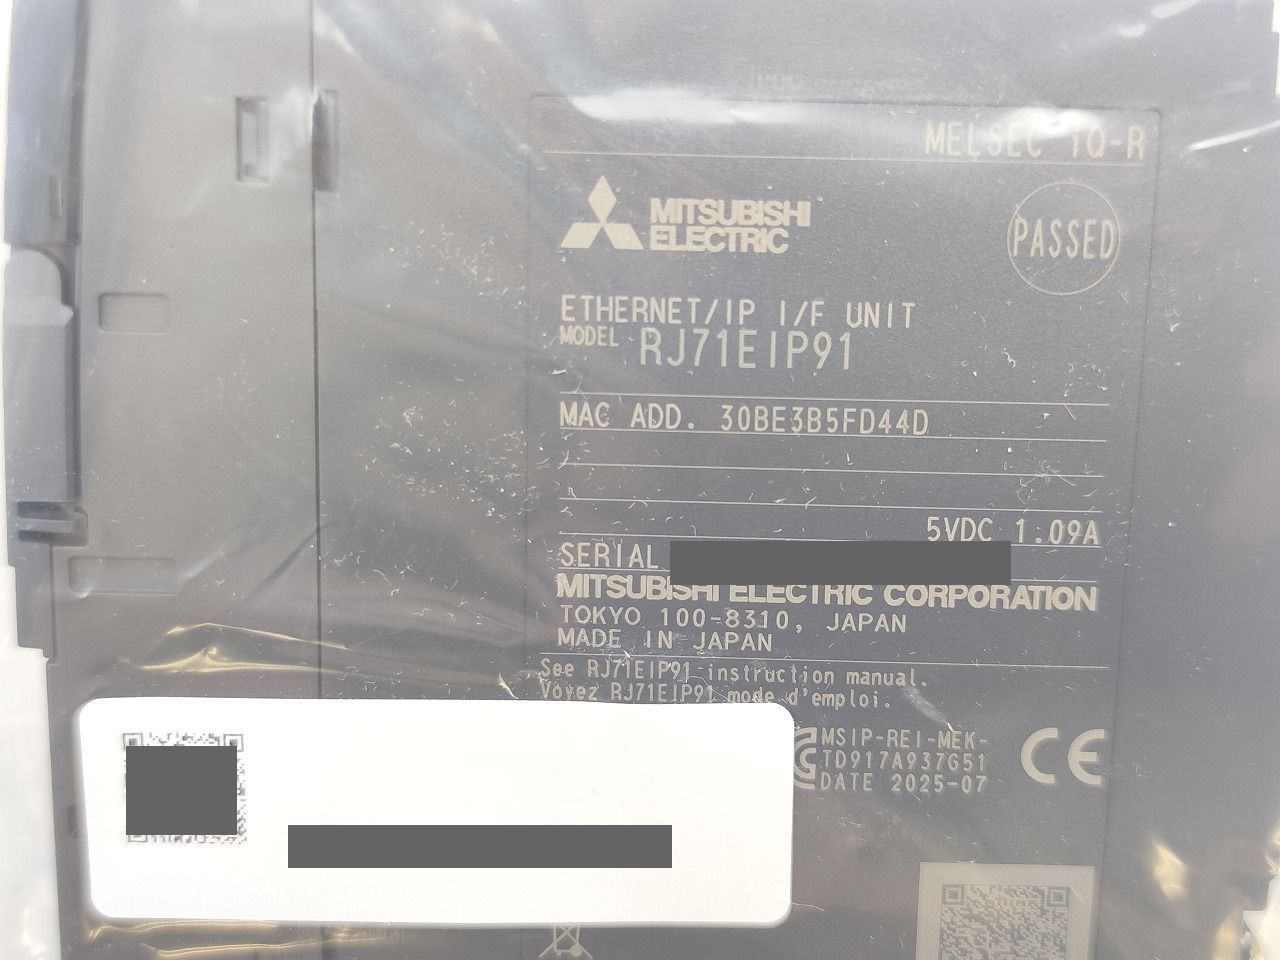 MELSEC iQ-R
MITSUBISHI
ELECTRIC
PASSED
ETHERNET/IP I/F UNIT
MODEL RJ71EIP91
MAC ADD. 30BE3B5FD44D
5VDC 1.09A
SERIAL
MITSUBISHI ELECTRIC CORPORATION
TOKYO 100-8310, JAPAN
MADE IN JAPAN
See RJ71EIP91 instruction manual.
Voyez RJ71EIP91 mode d'emploi.
MSIP-REI-MEK-
TD917A937G51
DATE 2025-07
CE